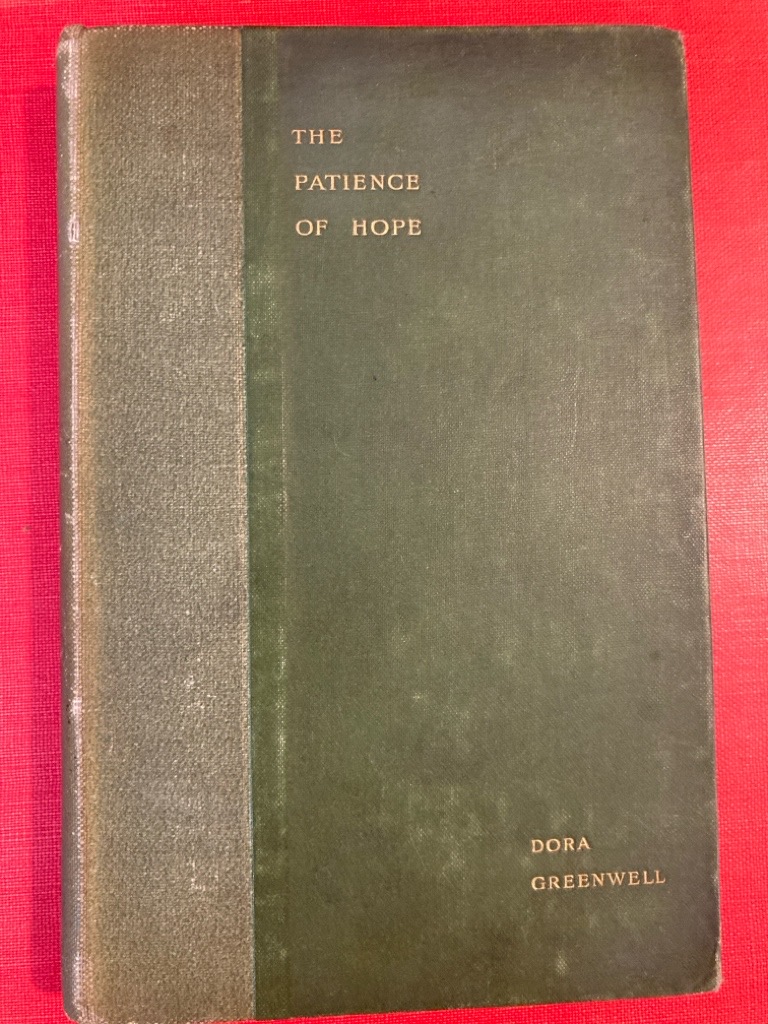 THE
PATIENCE
OF HOPE
DORA
GREENWELL